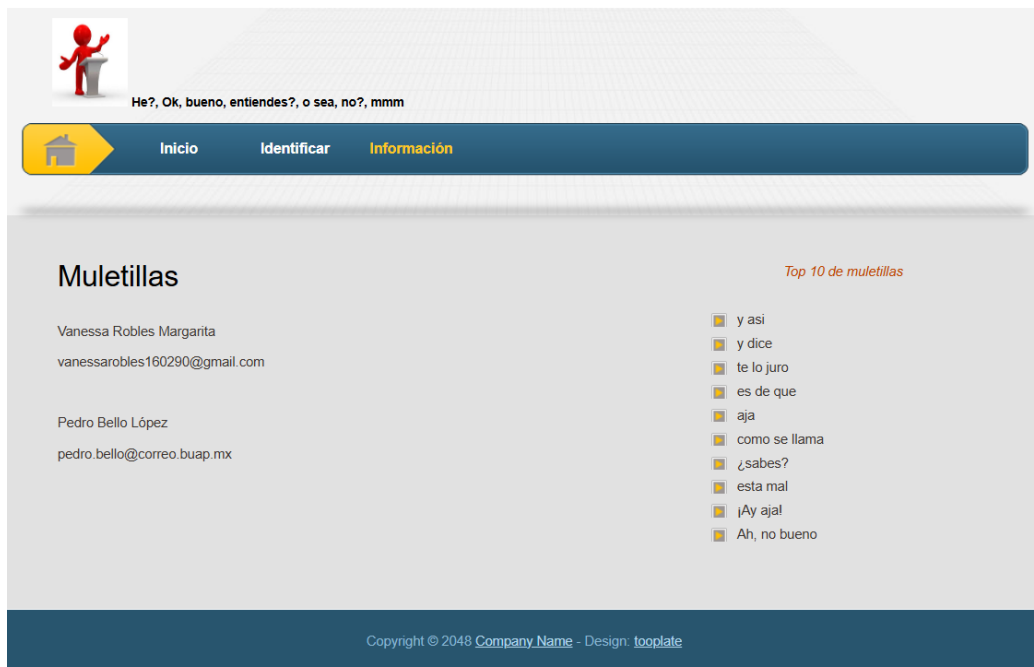 He?, Ok, bueno, entiendes?, o sea, no?, mmm
Inicio Identificar Información
Muletillas
Vanessa Robles Margarita
vanessarobles160290@gmail.com
Pedro Bello López
pedro.bello@correo.buap.mx
Top 10 de muletillas
y asi
y dice
te lo juro
es de que
aja
como se llama
¿sabes?
esta mal
¡Ay aja!
Ah, no bueno
Copyright © 2048 Company Name - Design: tooplate